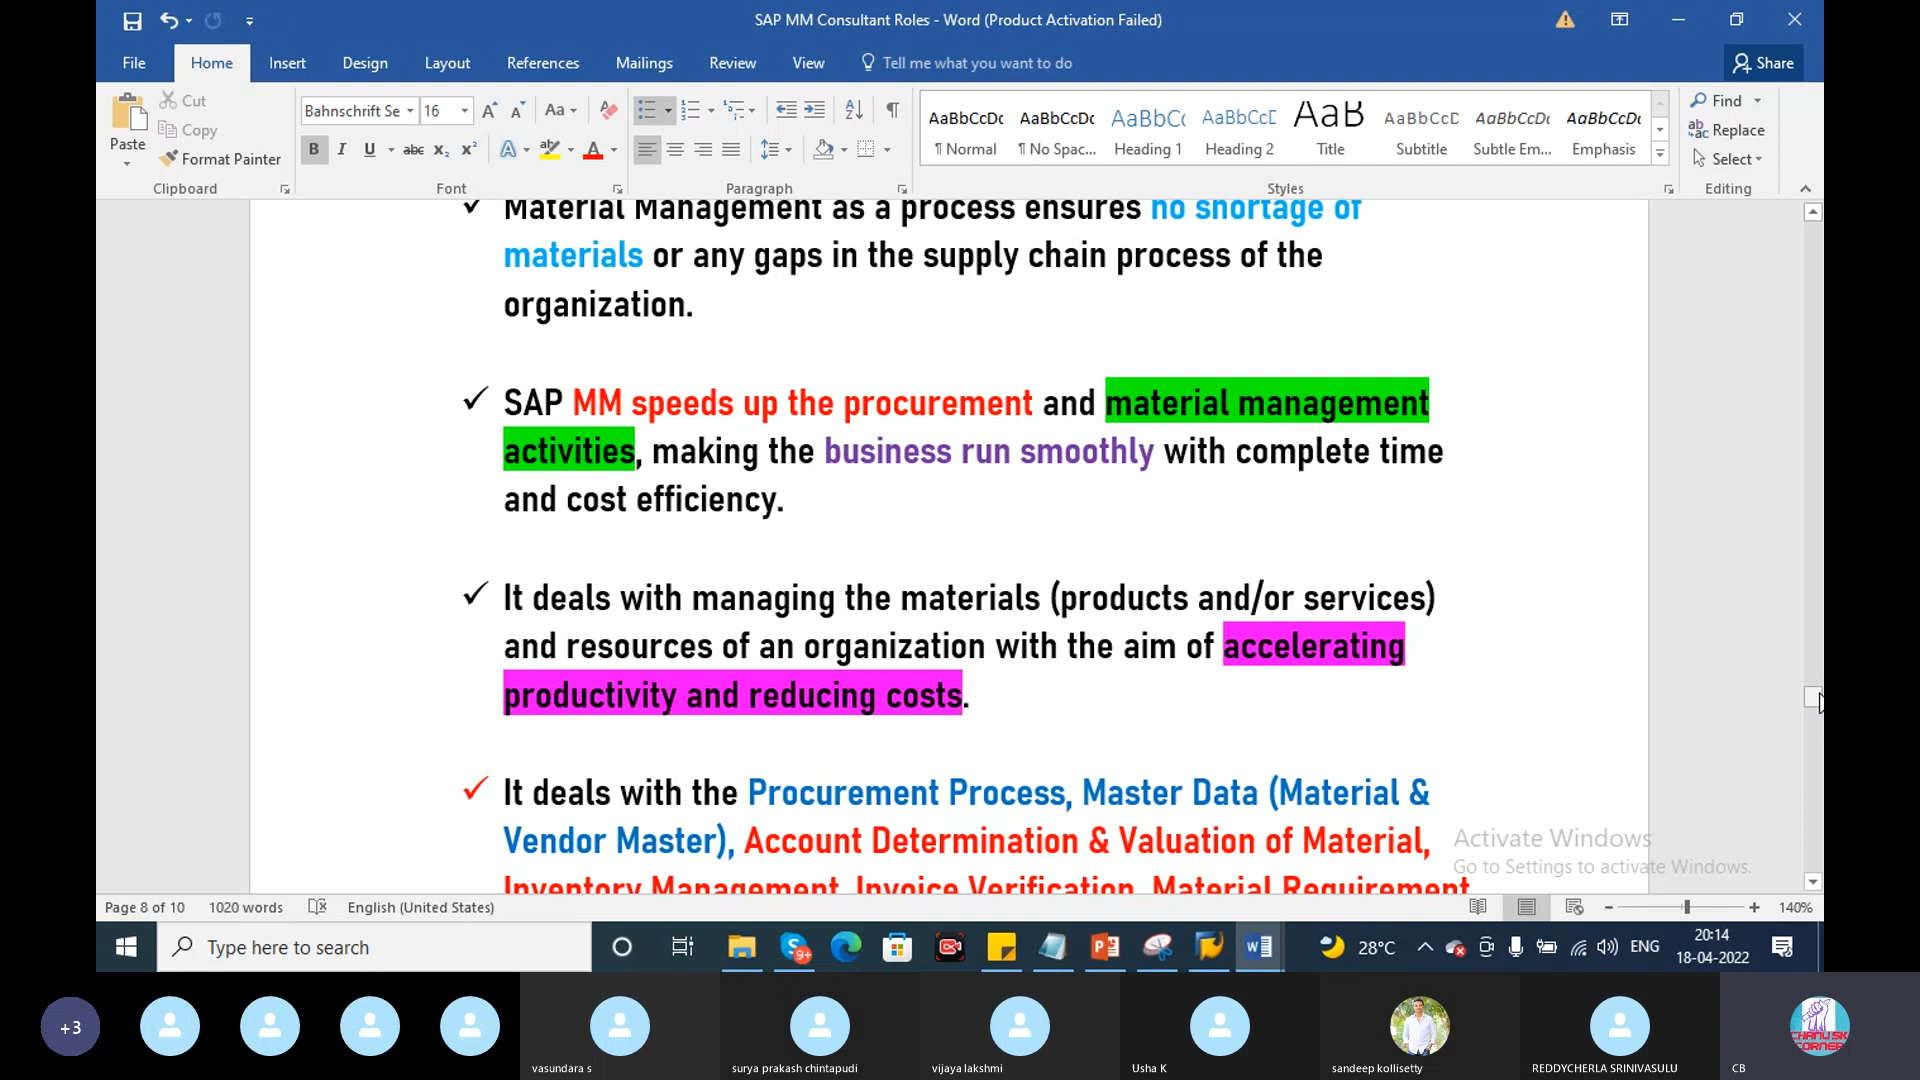 SAP MM Consultant Roles - Word (Product Activation Failed)
File Home Insert Design Layout References Mailings Review View Tell me what you want to do Share
Cut
Copy
Paste
Format Painter
Clipboard
Bahnschrift Se 16
Font
Paragraph
AaBbCcDc AaBbCcDc AaBbCc AaBbCcD AaB AaBbCcD AaBbCcDc AaBbCcDc
¶ Normal ¶ No Spac... Heading 1 Heading 2 Title Subtitle Subtle Em... Emphasis
Styles
Find
Replace
Select
Editing
Material Management as a process ensures no shortage of
materials or any gaps in the supply chain process of the
organization.
SAP MM speeds up the procurement and material management
activities, making the business run smoothly with complete time
and cost efficiency.
It deals with managing the materials (products and/or services)
and resources of an organization with the aim of accelerating
productivity and reducing costs.
It deals with the Procurement Process, Master Data (Material &
Vendor Master), Account Determination & Valuation of Material,
Inventory Management, Invoice Verification, Material Requirement
Activate Windows
Go to Settings to activate Windows.
Page 8 of 10 1020 words English (United States) 140%
Type here to search
28°C ENG
20:14
18-04-2022
+3
vasundara s
surya prakash chintapudi
vijaya lakshmi
Usha K
sandeep kollisetty
REDDYCHERLA SRINIVASULU
CB